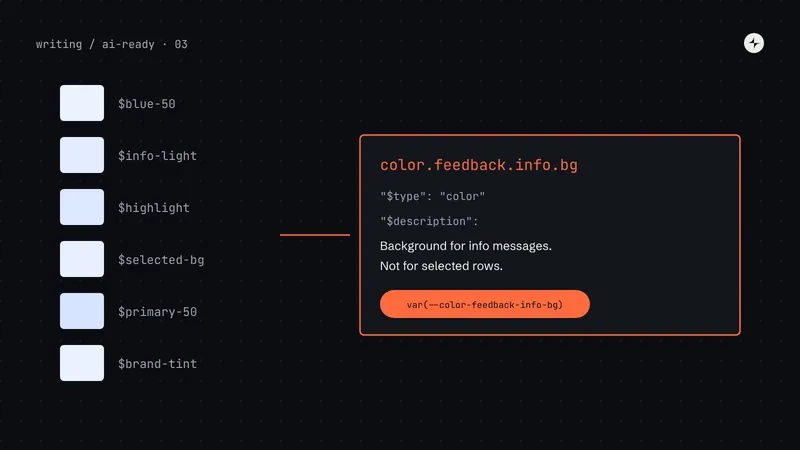 writing / ai-ready · 03
$blue-50
$info-light
$highlight
$selected-bg
$primary-50
$brand-tint
color.feedback.info.bg
"$type": "color"
"$description":
Background for info messages.
Not for selected rows.
var(--color-feedback-info-bg)